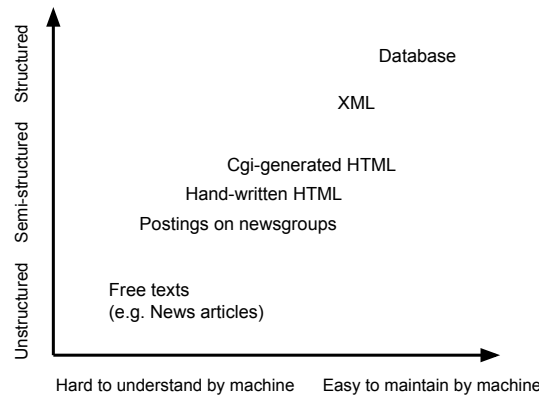 Structured
Semi-structured
Unstructured
Database
XML
Cgi-generated HTML
Hand-written HTML
Postings on newsgroups
Free texts
(e.g. News articles)
Hard to understand by machine
Easy to maintain by machine